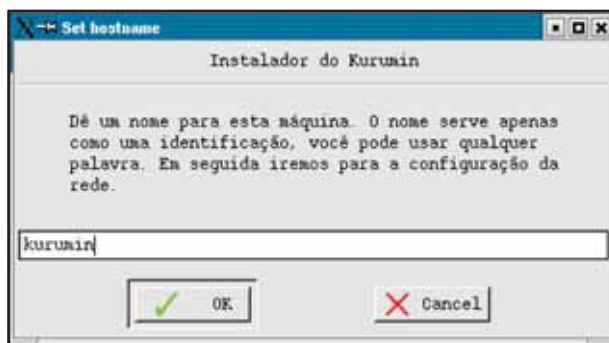 Set hostname
Instalador do Kurumin
Dê um nome para esta máquina. O nome serve apenas
como uma identificação, você pode usar qualquer
palavra. Em seguida iremos para a configuração da
rede.
kurumin
OK
Cancel